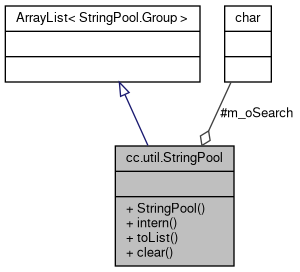 ArrayList< StringPool.Group >
char
#m_oSearch
cc.util.StringPool
+ StringPool()
+ intern()
+ toList()
+ clear()